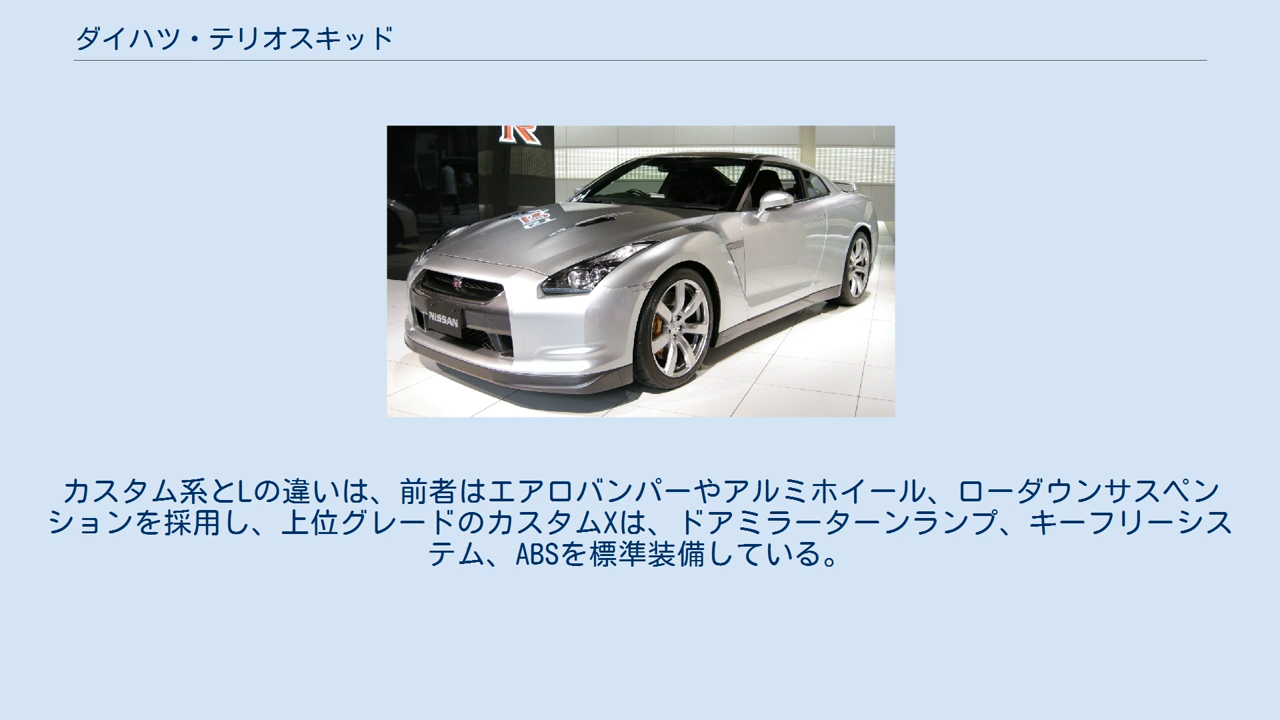 ダイハツ・テリオスキッド
R
NISSAN
カスタム系とLの違いは、前者はエアロバンパーやアルミホイール、ローダウンサスペン
ションを採用し、上位グレードのカスタムXは、ドアミラーターンランプ、キーフリーシス
テム、ABSを標準装備している。